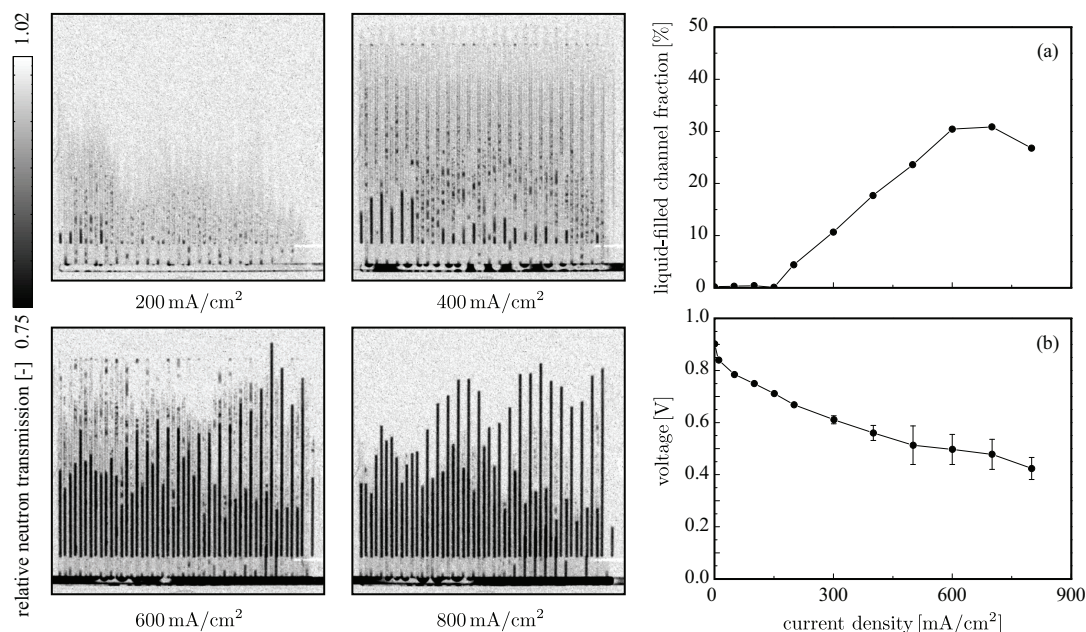 relative neutron transmission [-]   0.75   1.02
200 mA/cm²
400 mA/cm²
600 mA/cm²
800 mA/cm²
(a)
liquid-filled channel fraction [%]
50
40
30
20
10
0
(b)
voltage [V]
1.0
0.8
0.6
0.4
0.2
0.0
0 300 600 900
current density [mA/cm²]